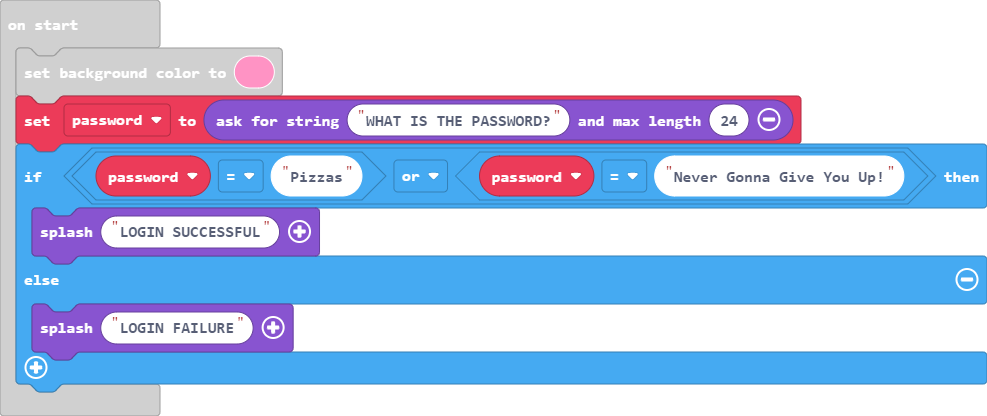 on start
set background color to
set password to ask for string "WHAT IS THE PASSWORD?" and max length 24
if password = "Pizzas" or password = "Never Gonna Give You Up!" then
splash "LOGIN SUCCESSFUL"
else
splash "LOGIN FAILURE"